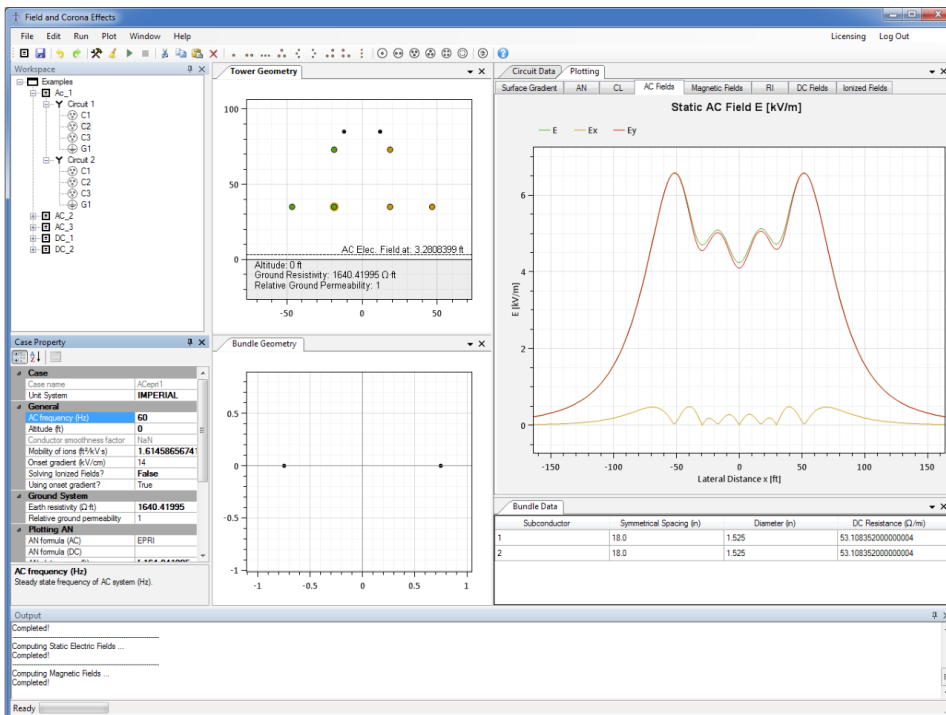 Field and Corona Effects
File Edit Run Plot Window Help Licensing Log Out
Workspace
Examples
Ac_1
Circuit 1
C1
C2
C3
G1
Circuit 2
C1
C2
C3
G1
AC_2
AC_3
DC_1
DC_2
Case Property
Case
Case name ACepri1
Unit System IMPERIAL
General
AC frequency (Hz) 60
Altitude (ft) 0
Conductor smoothness factor NaN
Mobility of ions (ft²/kV s) 1.61458656741
Onset gradient (kV/cm) 14
Solving Ionized Fields? False
Using onset gradient? True
Ground System
Earth resistivity (Ω ft) 1640.41995
Relative ground permeability 1
Plotting AN
AN formula (AC) EPRI
AN formula (DC)
AC frequency (Hz)
Steady state frequency of AC system (Hz).
Tower Geometry
100
50
0
-50 0 50
AC Elec. Field at: 3.2808399 ft
Altitude: 0 ft
Ground Resistivity: 1640.41995 Ω ft
Relative Ground Permeability: 1
Bundle Geometry
0.5
0
-0.5
-1
-1 -0.5 0 0.5 1
Circuit Data Plotting
Surface Gradient AN CL AC Fields Magnetic Fields RI DC Fields Ionized Fields
Static AC Field E [kV/m]
E Ex Ey
E [kV/m]
6
4
2
0
-150 -100 -50 0 50 100 150
Lateral Distance x [ft]
Bundle Data
Subconductor Symmetrical Spacing (in) Diameter (in) DC Resistance (Ω/mi)
1 18.0 1.525 53.108352000000004
2 18.0 1.525 53.108352000000004
Output
Completed!
Computing Static Electric Fields ...
Completed!
Computing Magnetic Fields ...
Completed!
Ready